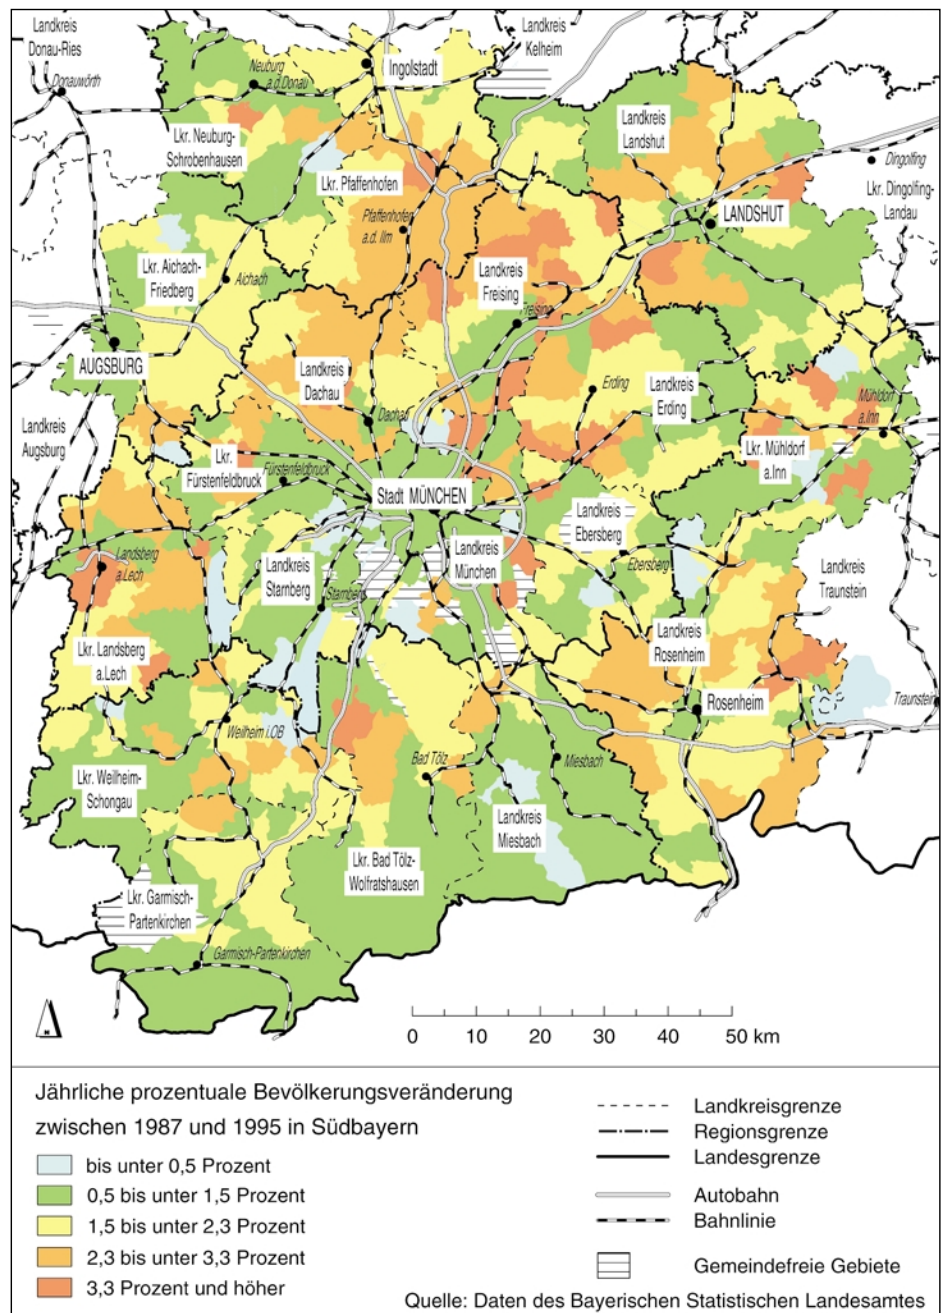 Landkreis
Donau-Ries
Donauwörth
Neuburg
a.d.Donau
Ingolstadt
Landkreis
Kelheim
Lkr. Neuburg-
Schrobenhausen
Lkr. Pfaffenhofen
Landkreis
Landshut
Dingolfing
Lkr. Dingolfing-
Landau
Pfaffenhofen
a.d. Ilm
LANDSHUT
Lkr. Aichach-
Friedberg
Aichach
Landkreis
Freising
Freising
AUGSBURG
Landkreis
Dachau
Dachau
Erding
Landkreis
Erding
Mühldorf
a.Inn
Landkreis
Augsburg
Lkr.
Fürstenfeldbruck
Fürstenfeldbruck
Lkr. Mühldorf
a.Inn
Stadt MÜNCHEN
Landkreis
Ebersberg
Ebersberg
Landsberg
a.Lech
Landkreis
Starnberg
Starnberg
Landkreis
München
Landkreis
Traunstein
Lkr. Landsberg
a.Lech
Landkreis
Rosenheim
Rosenheim
Traunstein
Weilheim i.OB
Bad Tölz
Miesbach
Lkr. Weilheim-
Schongau
Landkreis
Miesbach
Lkr. Bad Tölz-
Wolfratshausen
Lkr. Garmisch-
Partenkirchen
Garmisch-Partenkirchen
N
0 10 20 30 40 50 km
Jährliche prozentuale Bevölkerungsveränderung
zwischen 1987 und 1995 in Südbayern
bis unter 0,5 Prozent
0,5 bis unter 1,5 Prozent
1,5 bis unter 2,3 Prozent
2,3 bis unter 3,3 Prozent
3,3 Prozent und höher
Landkreisgrenze
Regionsgrenze
Landesgrenze
Autobahn
Bahnlinie
Gemeindefreie Gebiete
Quelle: Daten des Bayerischen Statistischen Landesamtes